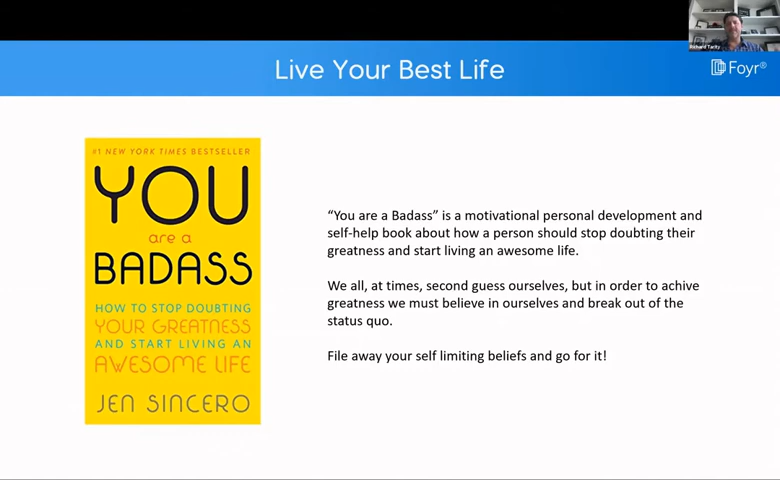 Richard Tarity
Live Your Best Life
Foyr®
#1 NEW YORK TIMES BESTSELLER
YOU
are a
BADASS
HOW TO STOP DOUBTING
YOUR GREATNESS
AND START LIVING AN
AWESOME LIFE
JEN SINCERO
“You are a Badass” is a motivational personal development and
self-help book about how a person should stop doubting their
greatness and start living an awesome life.
We all, at times, second guess ourselves, but in order to achive
greatness we must believe in ourselves and break out of the
status quo.
File away your self limiting beliefs and go for it!